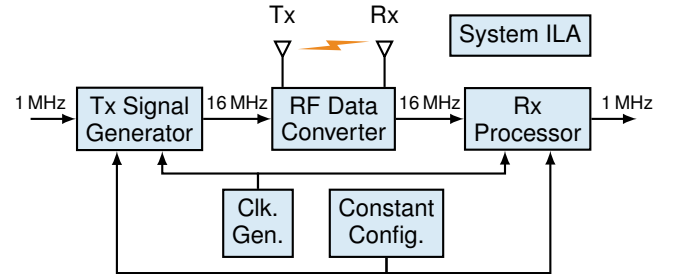 Tx
Rx
System ILA
1 MHz
Tx Signal
Generator
16 MHz
RF Data
Converter
16 MHz
Rx
Processor
1 MHz
Clk.
Gen.
Constant
Config.